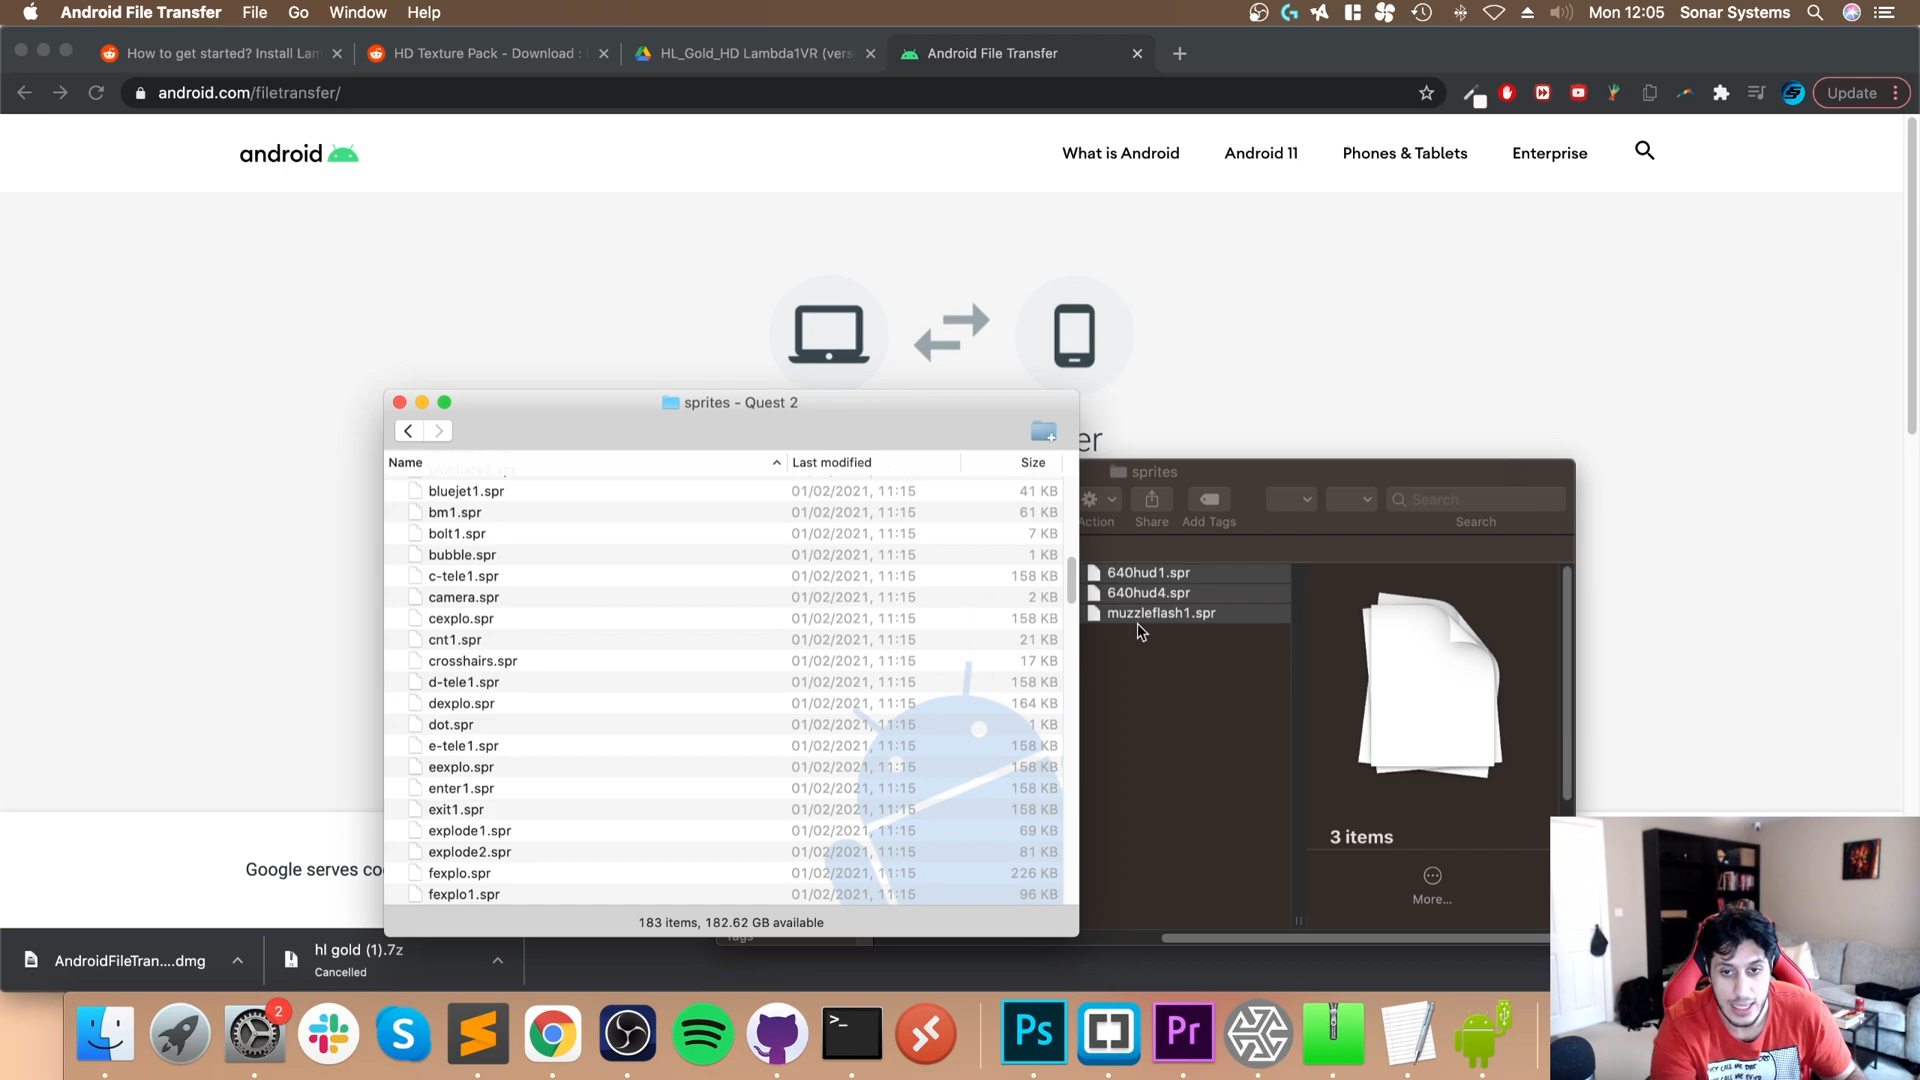 Android File Transfer File Go Window Help Mon 12:05 Sonar Systems
How to get started? Install Lam HD Texture Pack - Download : HL_Gold_HD Lambda1VR (vers Android File Transfer
android.com/filetransfer/ Update
android What is Android Android 11 Phones & Tablets Enterprise
er
sprites - Quest 2
Name Last modified Size
bluejet1.spr 01/02/2021, 11:15 41 KB
bm1.spr 01/02/2021, 11:15 61 KB
bolt1.spr 01/02/2021, 11:15 7 KB
bubble.spr 01/02/2021, 11:15 1 KB
c-tele1.spr 01/02/2021, 11:15 158 KB
camera.spr 01/02/2021, 11:15 2 KB
cexplo.spr 01/02/2021, 11:15 158 KB
cnt1.spr 01/02/2021, 11:15 21 KB
crosshairs.spr 01/02/2021, 11:15 17 KB
d-tele1.spr 01/02/2021, 11:15 158 KB
dexplo.spr 01/02/2021, 11:15 164 KB
dot.spr 01/02/2021, 11:15 1 KB
e-tele1.spr 01/02/2021, 11:15 158 KB
eexplo.spr 01/02/2021, 11:15 158 KB
enter1.spr 01/02/2021, 11:15 158 KB
exit1.spr 01/02/2021, 11:15 158 KB
explode1.spr 01/02/2021, 11:15 69 KB
explode2.spr 01/02/2021, 11:15 81 KB
fexplo.spr 01/02/2021, 11:15 226 KB
fexplo1.spr 01/02/2021, 11:15 96 KB
183 items, 182.62 GB available
sprites
Search
Action Share Add Tags Search
640hud1.spr
640hud4.spr
muzzleflash1.spr
3 items
More...
Tags
Google serves co
AndroidFileTran....dmg
hl gold (1).7z
Cancelled
2
S
>_
Ps
Pr